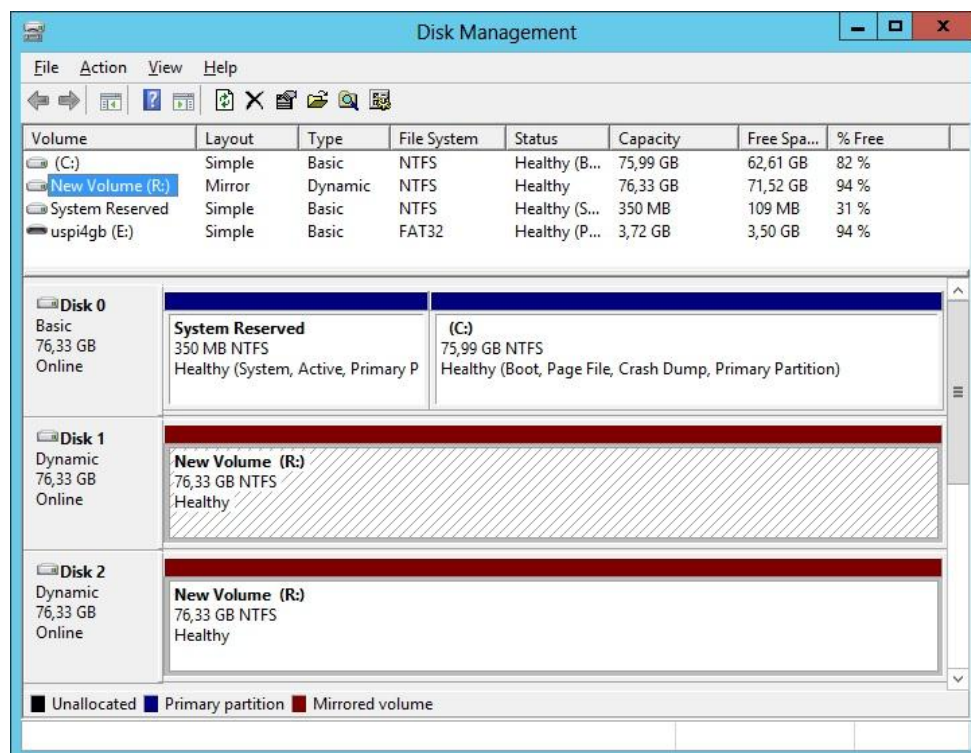 Disk Management
File Action View Help
Volume Layout Type File System Status Capacity Free Spa... % Free
(C:) Simple Basic NTFS Healthy (B... 75,99 GB 62,61 GB 82 %
New Volume (R:) Mirror Dynamic NTFS Healthy 76,33 GB 71,52 GB 94 %
System Reserved Simple Basic NTFS Healthy (S... 350 MB 109 MB 31 %
uspi4gb (E:) Simple Basic FAT32 Healthy (P... 3,72 GB 3,50 GB 94 %
Disk 0
Basic
76,33 GB
Online
System Reserved
350 MB NTFS
Healthy (System, Active, Primary P
(C:)
75,99 GB NTFS
Healthy (Boot, Page File, Crash Dump, Primary Partition)
Disk 1
Dynamic
76,33 GB
Online
New Volume (R:)
76,33 GB NTFS
Healthy
Disk 2
Dynamic
76,33 GB
Online
New Volume (R:)
76,33 GB NTFS
Healthy
Unallocated Primary partition Mirrored volume